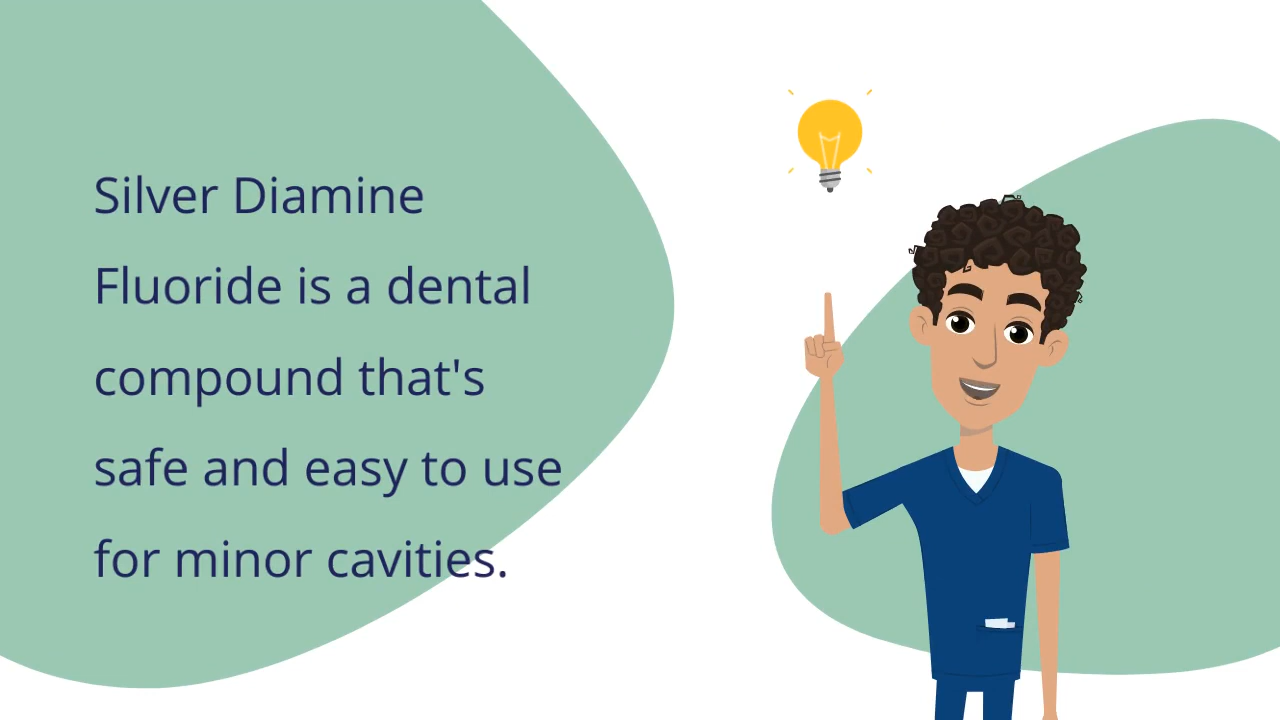 Silver Diamine
Fluoride is a dental
compound that's
safe and easy to use
for minor cavities.